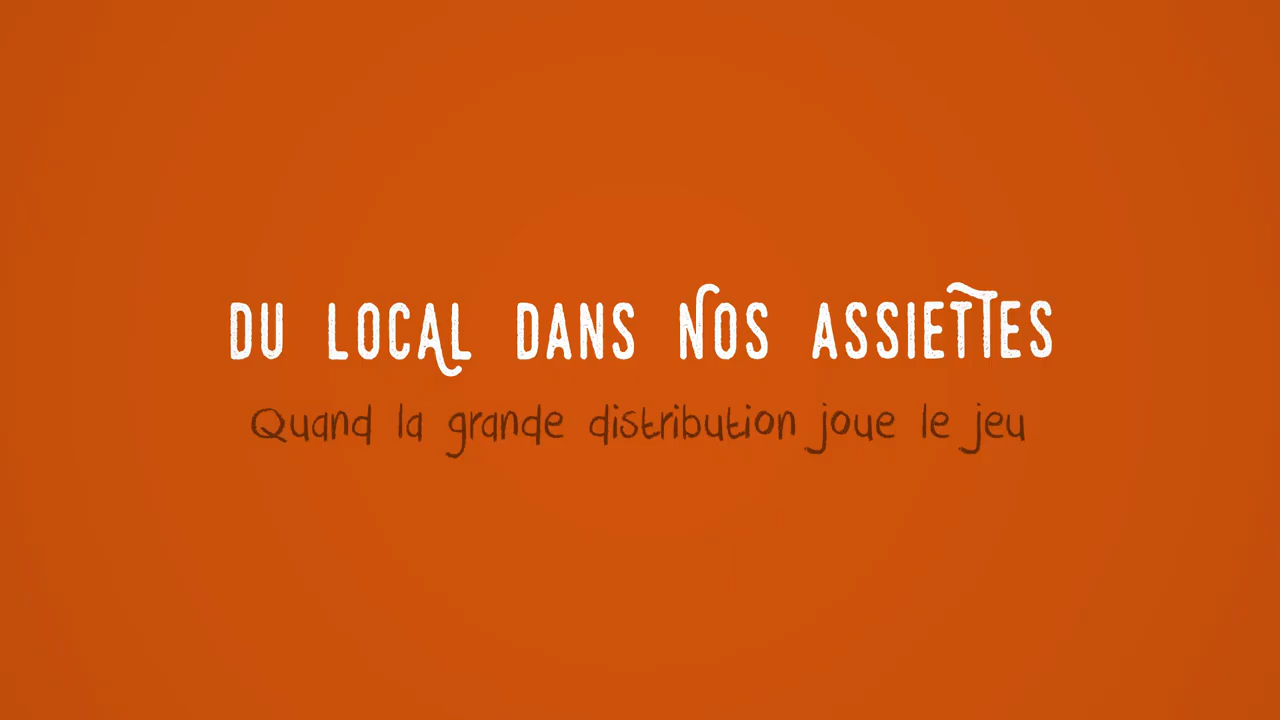 DU LOCAL DANS NOS ASSIETTES
Quand la grande distribution joue le jeu